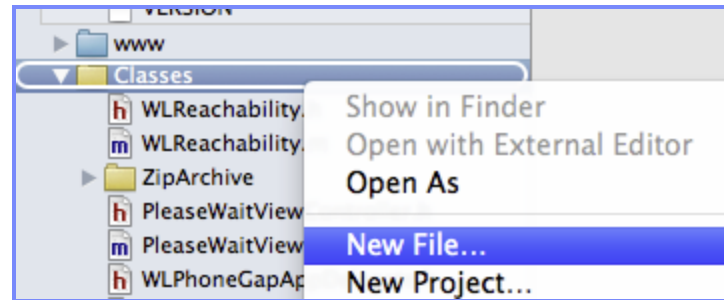 VERSION
www
Classes
WLReachability.
WLReachability.
ZipArchive
PleaseWaitView
PleaseWaitView
WLPhoneGapAp
Show in Finder
Open with External Editor
Open As
New File...
New Project...